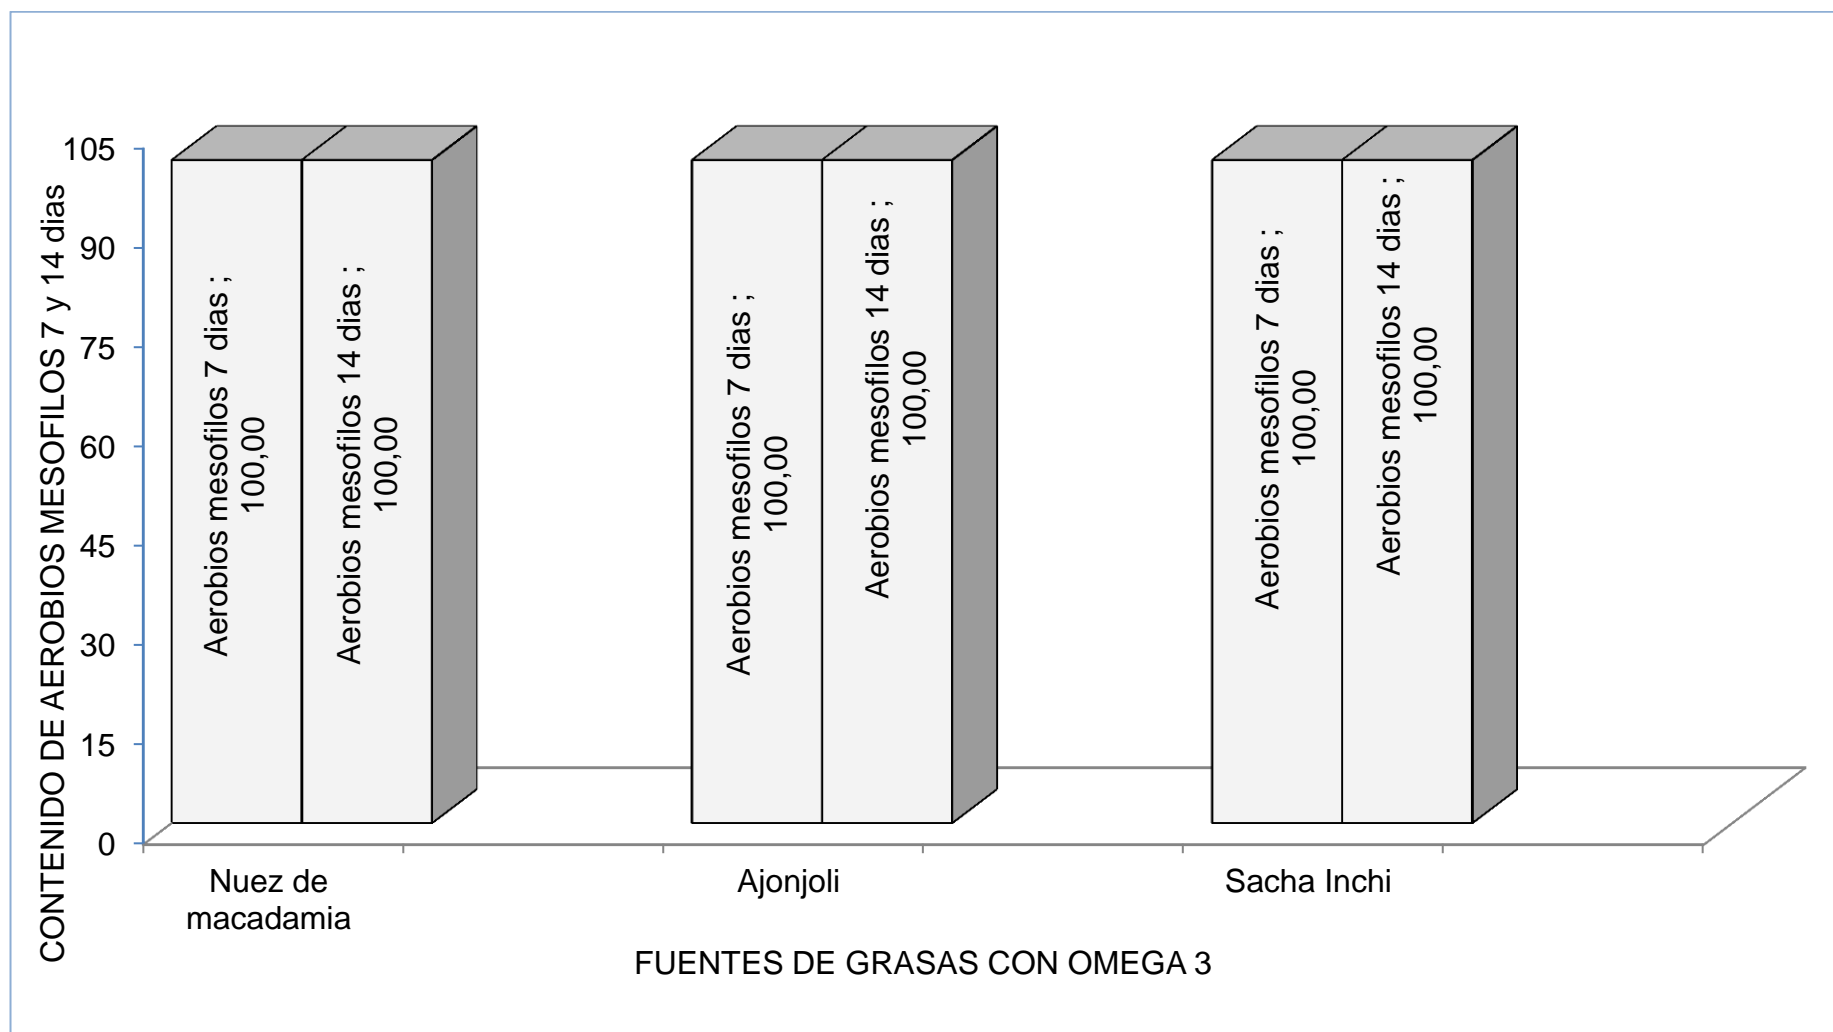 CONTENIDO DE AEROBIOS MESOFILOS 7 y 14 dias
105
90
75
60
45
30
15
0
Aerobios mesofilos 7 dias ;
100,00
Aerobios mesofilos 14 dias ;
100,00
Aerobios mesofilos 7 dias ;
100,00
Aerobios mesofilos 14 dias ;
100,00
Aerobios mesofilos 7 dias ;
100,00
Aerobios mesofilos 14 dias ;
100,00
Nuez de
macadamia
Ajonjoli
Sacha Inchi
FUENTES DE GRASAS CON OMEGA 3